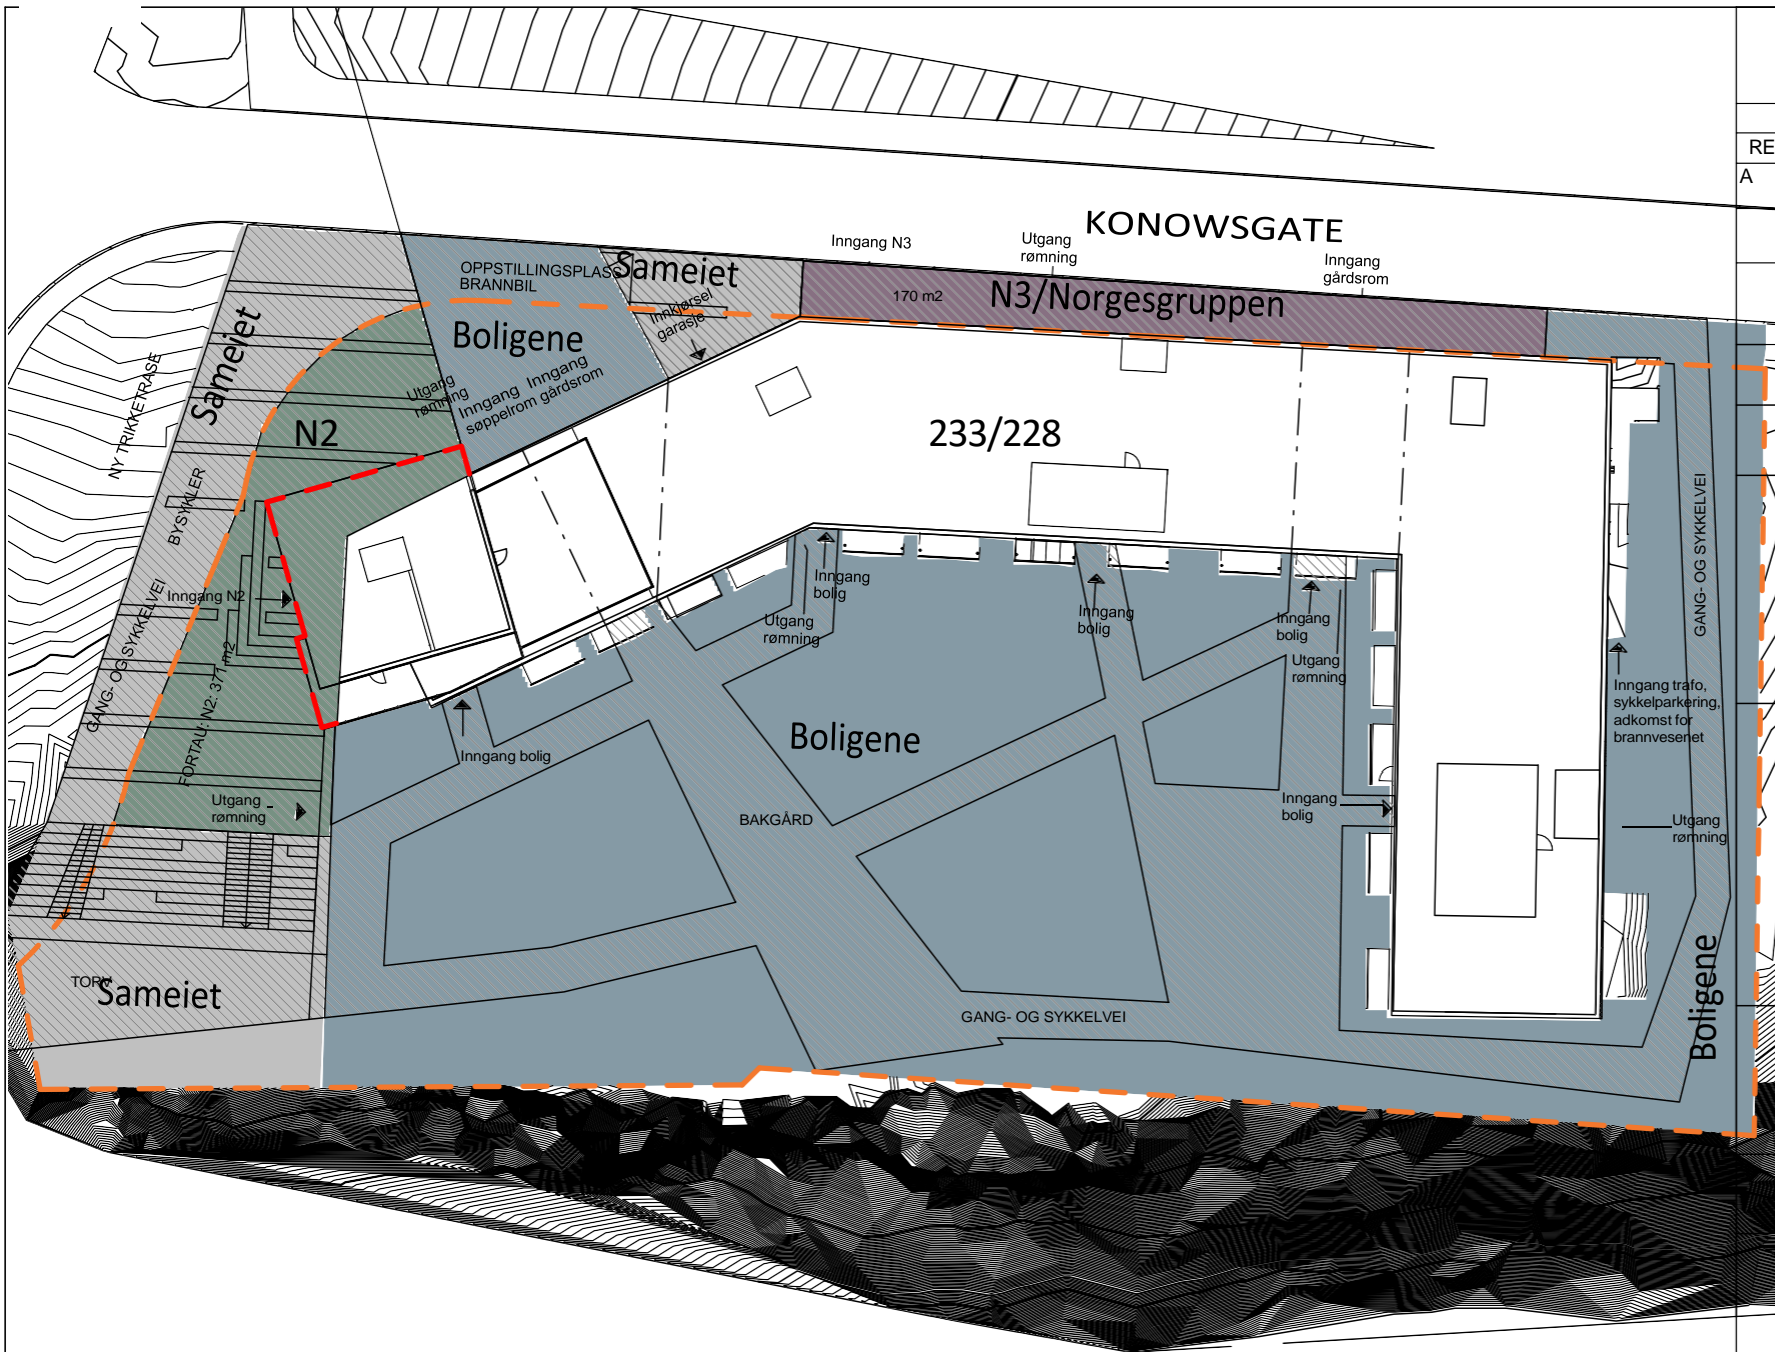 RE
A
KONOWSGATE
Inngang N3
Utgang
rømning
Inngang
gårdsrom
OPPSTILLINGSPLASS
BRANNBIL
Sameiet
170 m2
N3/Norgesgruppen
Innkjørsel
garasje
Boligene
Sameiet
NY TRIKKETRASE
Utgang
rømning
Inngang
søppelrom
Inngang
gårdsrom
N2
233/228
BYSYKLER
GANG- OG SYKKELVEI
Inngang N2
FORTAU: N2: 371 m2
GANG- OG SYKKELVEI
Inngang
bolig
Utgang
rømning
Inngang
bolig
Inngang
bolig
Utgang
rømning
Inngang trafo,
sykkelparkering,
adkomst for
brannvesenet
Boligene
Inngang bolig
Utgang
rømning
BAKGÅRD
Inngang
bolig
Utgang
rømning
TORV
Sameiet
GANG- OG SYKKELVEI
Boligene